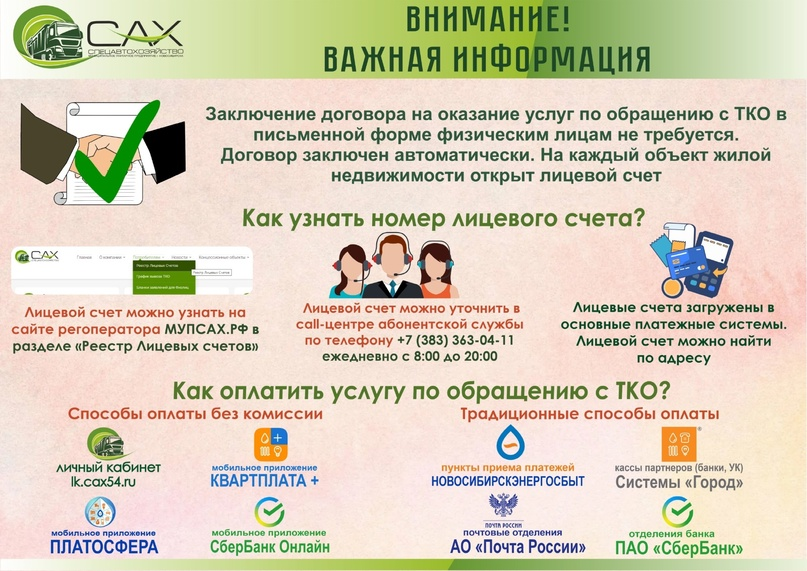 САХ
СПЕЦАВТОХОЗЯЙСТВО
ВНИМАНИЕ!
ВАЖНАЯ ИНФОРМАЦИЯ
Заключение договора на оказание услуг по обращению с ТКО в
письменной форме физическим лицам не требуется.
Договор заключен автоматически. На каждый объект жилой
недвижимости открыт лицевой счет
Как узнать номер лицевого счета?
САХ
Главная О компании Новости Концессионные объекты
Реестр Лицевых Счетов
Лицевой счет можно узнать на
сайте регоператора МУПСАХ.РФ в
разделе «Реестр Лицевых счетов»
Лицевой счет можно уточнить в
call-центре абонентской службы
по телефону +7 (383) 363-04-11
ежедневно с 8:00 до 20:00
Лицевые счета загружены в
основные платежные системы.
Лицевой счет можно найти
по адресу
Как оплатить услугу по обращению с ТКО?
Способы оплаты без комиссии
личный кабинет
lk.cax54.ru
мобильное приложение
КВАРТПЛАТА +
мобильное приложение
ПЛАТОСФЕРА
мобильное приложение
СберБанк Онлайн
Традиционные способы оплаты
пункты приема платежей
НОВОСИБИРСКЭНЕРГОСБЫТ
кассы партнеров (банки, УК)
Системы «Город»
ПОЧТА РОССИИ
почтовые отделения
АО «Почта России»
отделения банка
ПАО «СберБанк»